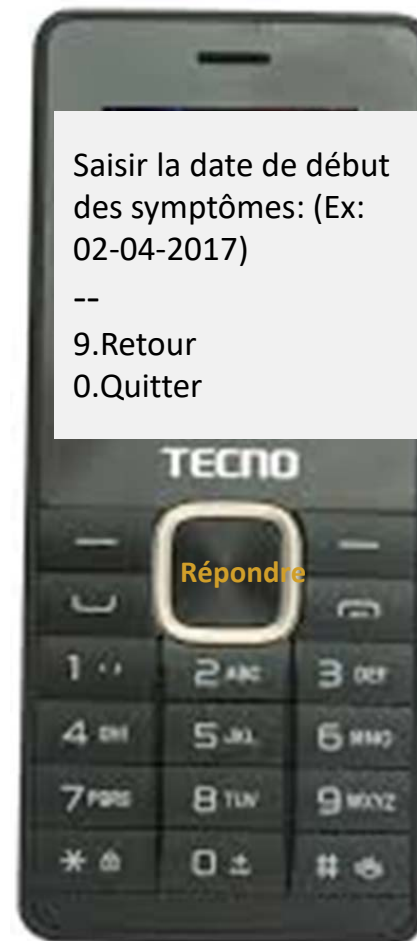 Saisir la date de début
des symptômes: (Ex:
02-04-2017)
--
9.Retour
0.Quitter
TECNO
Répondre
1
2 ABC
3 DEF
4 GHI
5 JKL
6 MNO
7 PQRS
8 TUV
9 WXYZ
* 
0
#